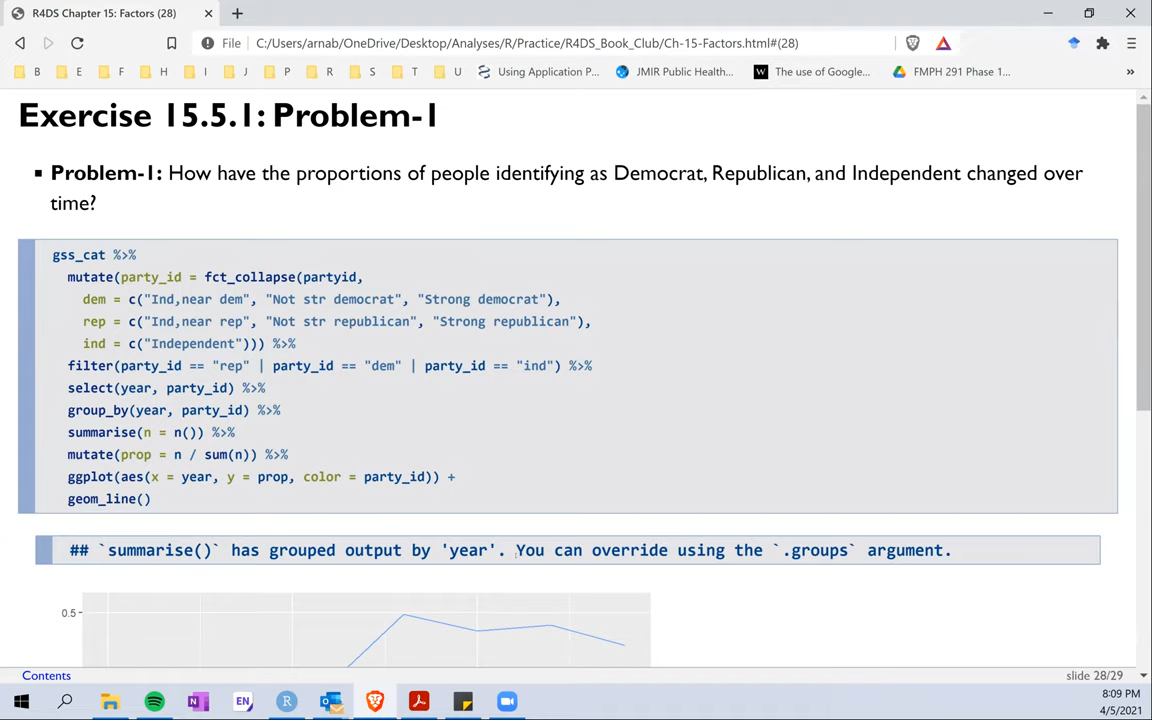 R4DS Chapter 15: Factors (28)
File C:/Users/arnab/OneDrive/Desktop/Analyses/R/Practice/R4DS_Book_Club/Ch-15-Factors.html#(28)
B E F H I J P R S T U Using Application P... JMIR Public Health... W The use of Google... FMPH 291 Phase 1... »
Exercise 15.5.1: Problem-1
▪ Problem-1: How have the proportions of people identifying as Democrat, Republican, and Independent changed over
time?
gss_cat %>%
mutate(party_id = fct_collapse(partyid,
dem = c("Ind,near dem", "Not str democrat", "Strong democrat"),
rep = c("Ind,near rep", "Not str republican", "Strong republican"),
ind = c("Independent"))) %>%
filter(party_id == "rep" | party_id == "dem" | party_id == "ind") %>%
select(year, party_id) %>%
group_by(year, party_id) %>%
summarise(n = n()) %>%
mutate(prop = n / sum(n)) %>%
ggplot(aes(x = year, y = prop, color = party_id)) +
geom_line()
## `summarise()` has grouped output by 'year'. You can override using the `.groups` argument.
0.5
Contents
slide 28/29
N EN R
8:09 PM
4/5/2021